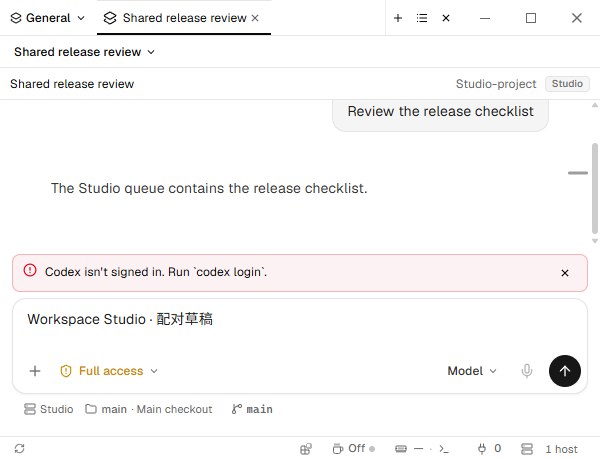 General
Shared release review
Shared release review
Shared release review
Studio-project
Studio
Review the release checklist
The Studio queue contains the release checklist.
Codex isn't signed in. Run `codex login`.
Workspace Studio · 配对草稿
Full access
Model
Studio
main · Main checkout
main
Off
— ·
0
1 host